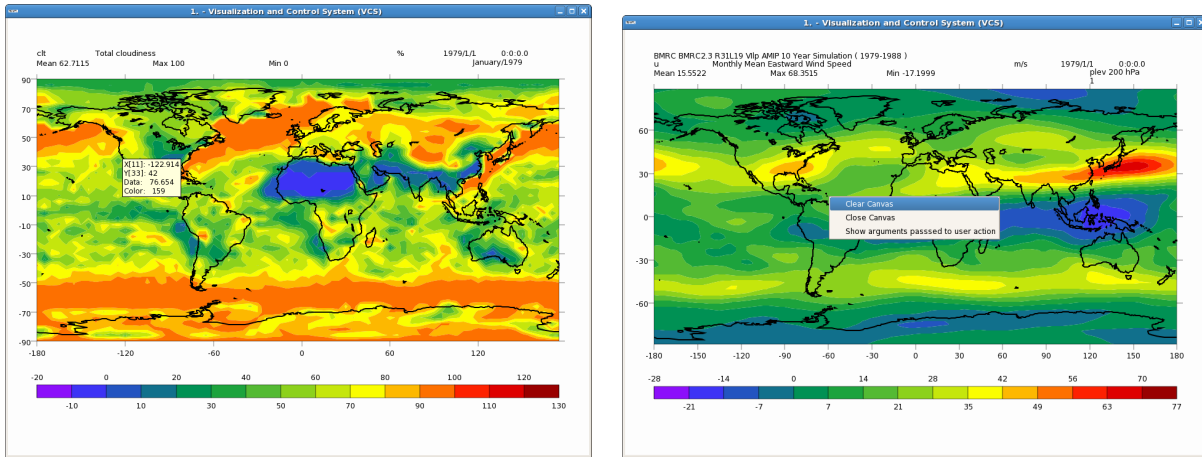 1. - Visualization and Control System (VCS)
clt Total cloudiness % 1979/1/1 0:0:0.0
Mean 62.7115 Max 100 Min 0 January/1979
90
70
50
30
10
-10
-30
-50
-70
-90
X[11]: -122.914
Y[33]: 42
Data: 76.654
Color: 159
-180 -120 -60 0 60 120
-20 0 20 40 60 80 100 120
-10 10 30 50 70 90 110 130
1. - Visualization and Control System (VCS)
BMRC BMRC2.3 R31L19 Vllp AMIP 10 Year Simulation ( 1979-1988 )
u Monthly Mean Eastward Wind Speed m/s 1979/1/1 0:0:0.0
Mean 15.5522 Max 68.3515 Min -17.1999 plev 200 hPa
1
60
30
0
-30
-60
Clear Canvas
Close Canvas
Show arguments passsed to user action
-180 -150 -120 -90 -60 -30 0 30 60 90 120 150 180
-28 -14 0 14 28 42 56 70
-21 -7 7 21 35 49 63 77